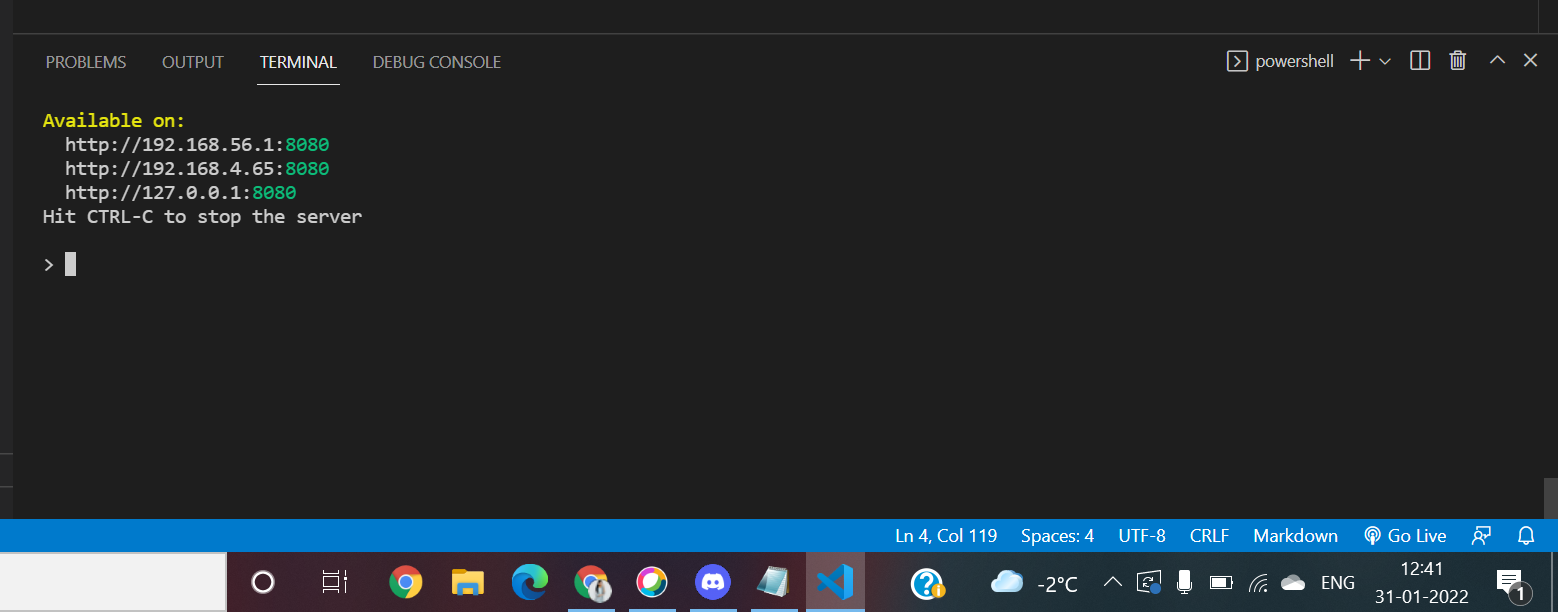 PROBLEMS OUTPUT TERMINAL DEBUG CONSOLE powershell
Available on:
http://192.168.56.1:8080
http://192.168.4.65:8080
http://127.0.0.1:8080
Hit CTRL-C to stop the server
>
Ln 4, Col 119 Spaces: 4 UTF-8 CRLF Markdown Go Live
-2°C ENG 12:41
31-01-2022 1